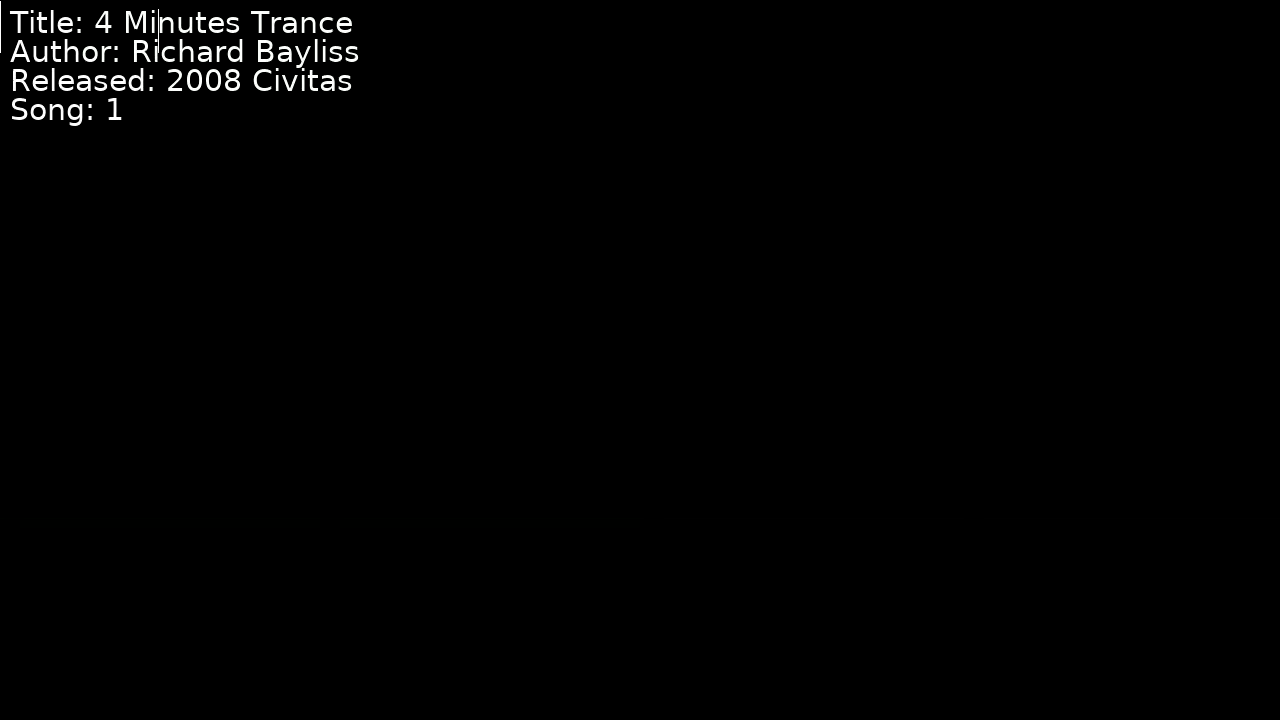 Title: 4 Minutes Trance
Author: Richard Bayliss
Released: 2008 Civitas
Song: 1